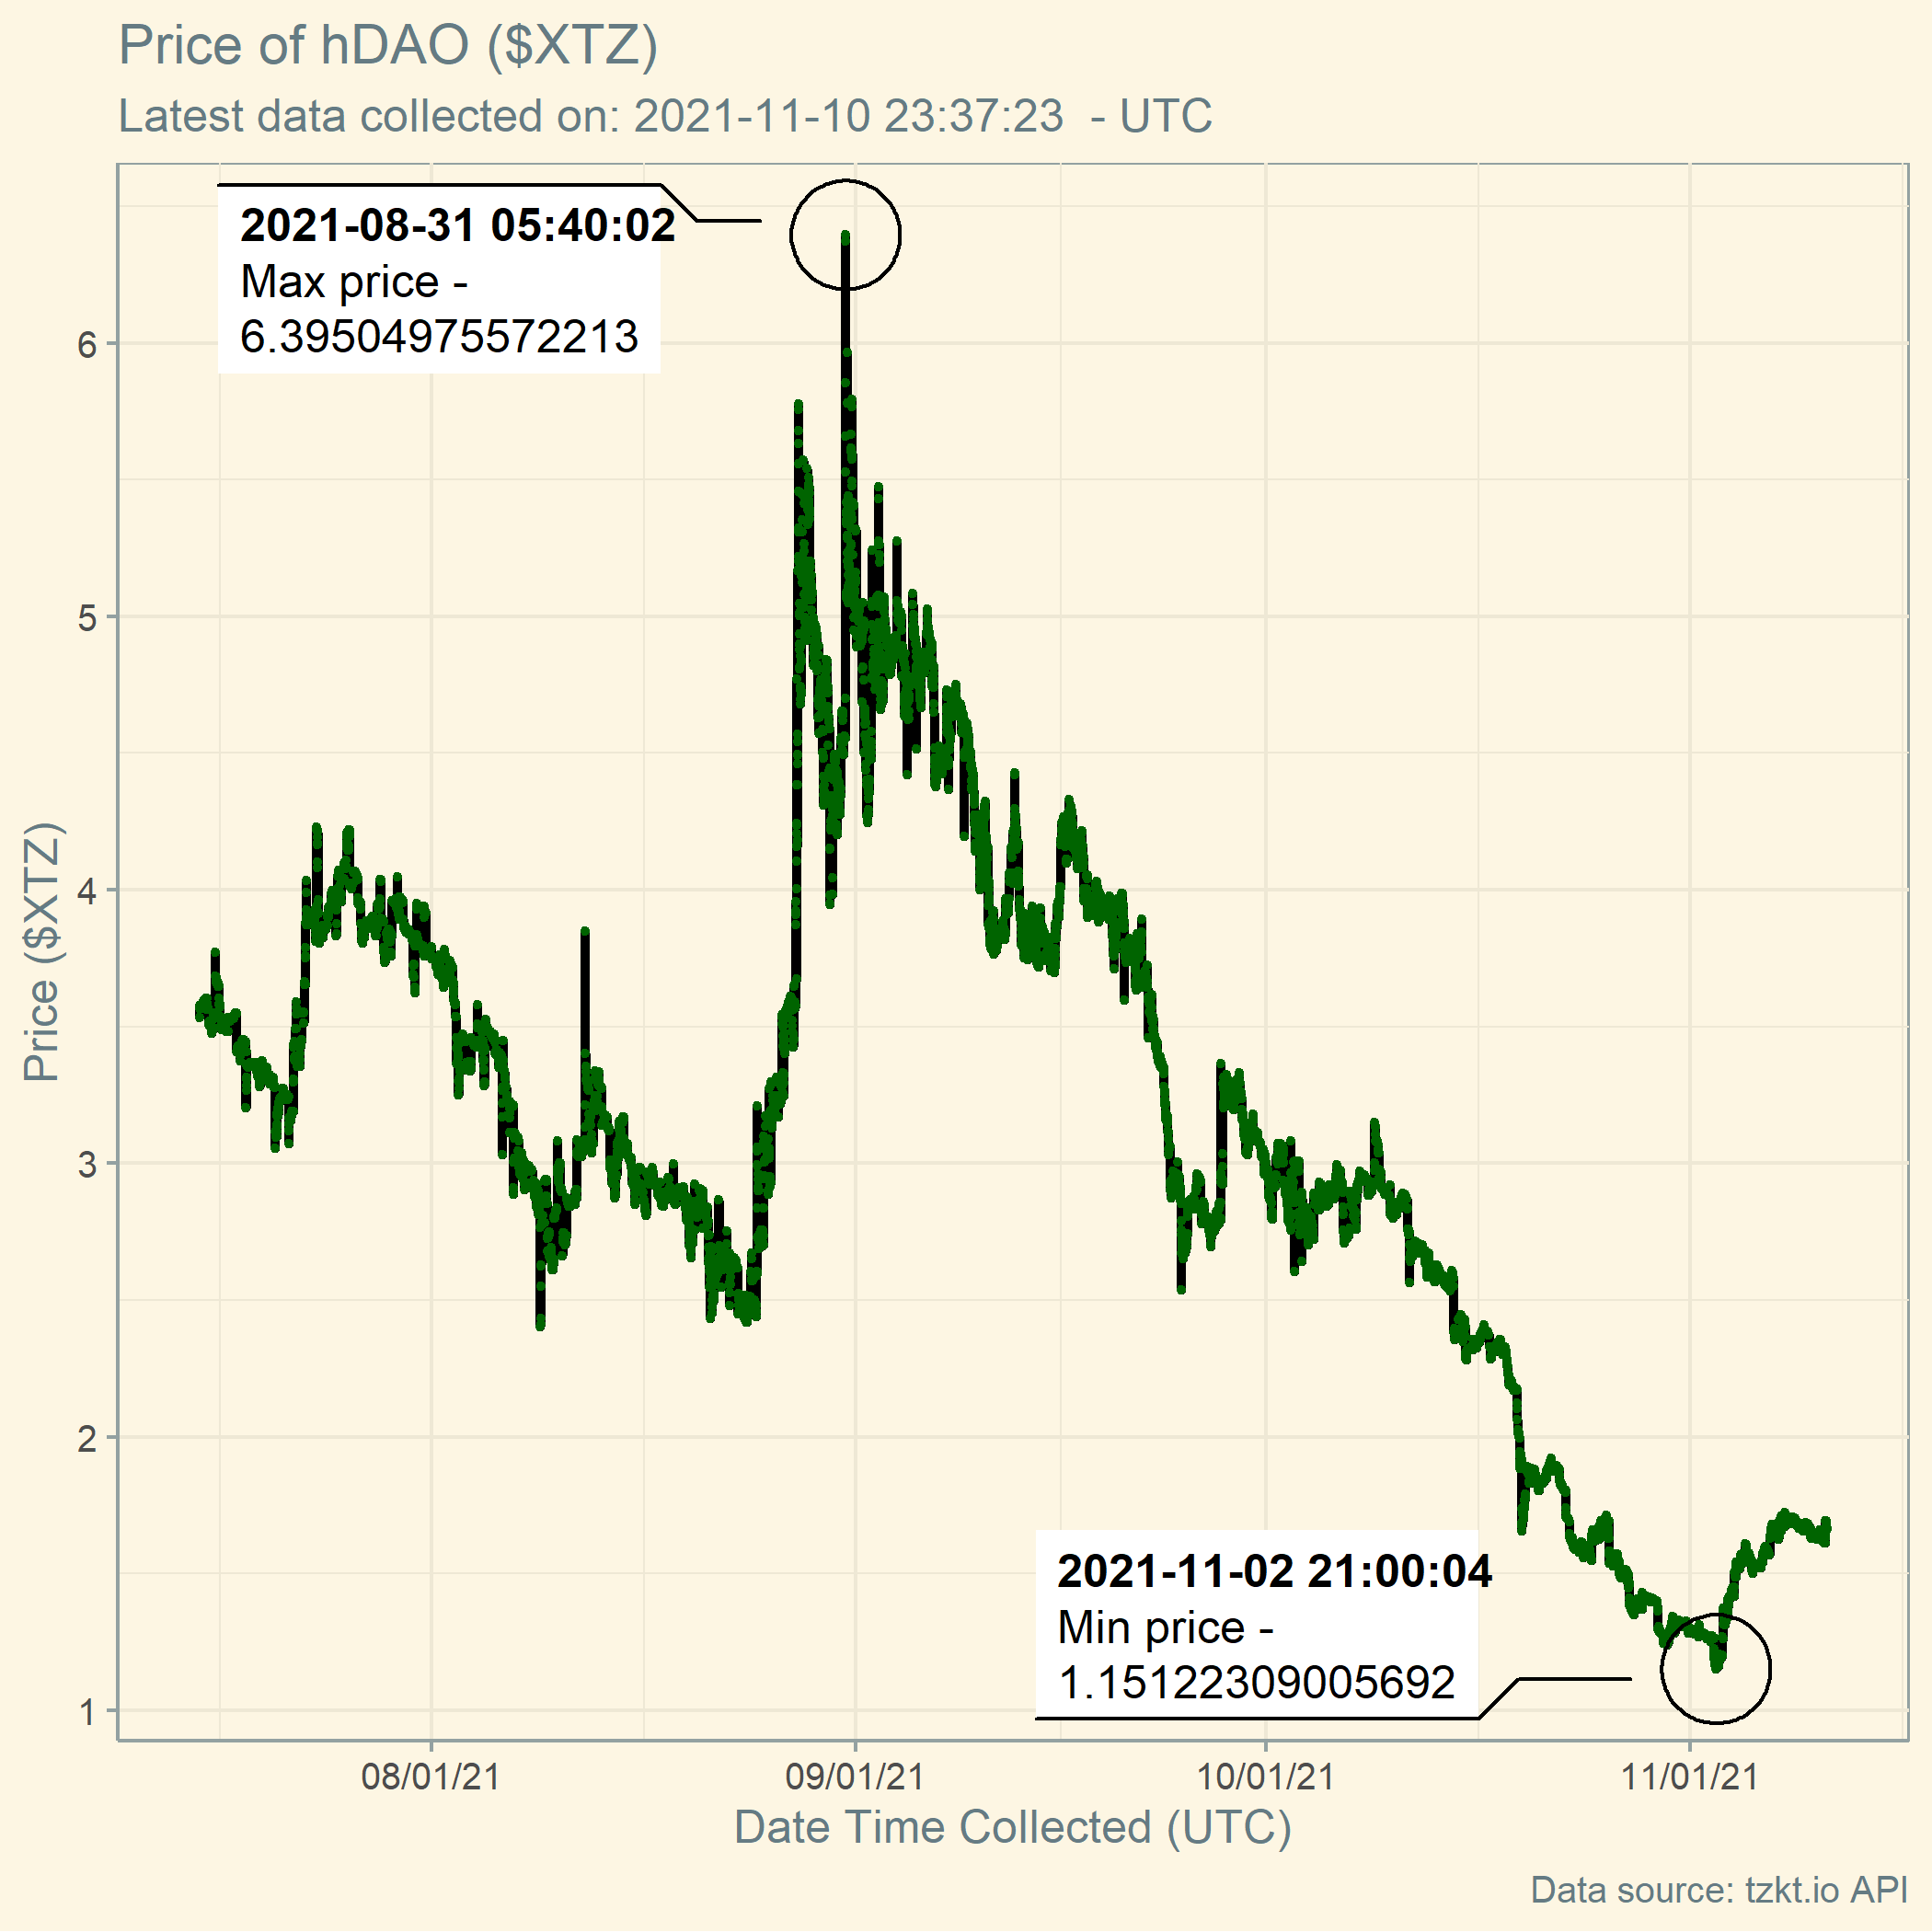 Price of hDAO ($XTZ)
Latest data collected on: 2021-11-10 23:37:23  - UTC
2021-08-31 05:40:02
Max price -
6.39504975572213
6
5
4
3
2
1
Price ($XTZ)
2021-11-02 21:00:04
Min price -
1.15122309005692
08/01/21
09/01/21
10/01/21
11/01/21
Date Time Collected (UTC)
Data source: tzkt.io API